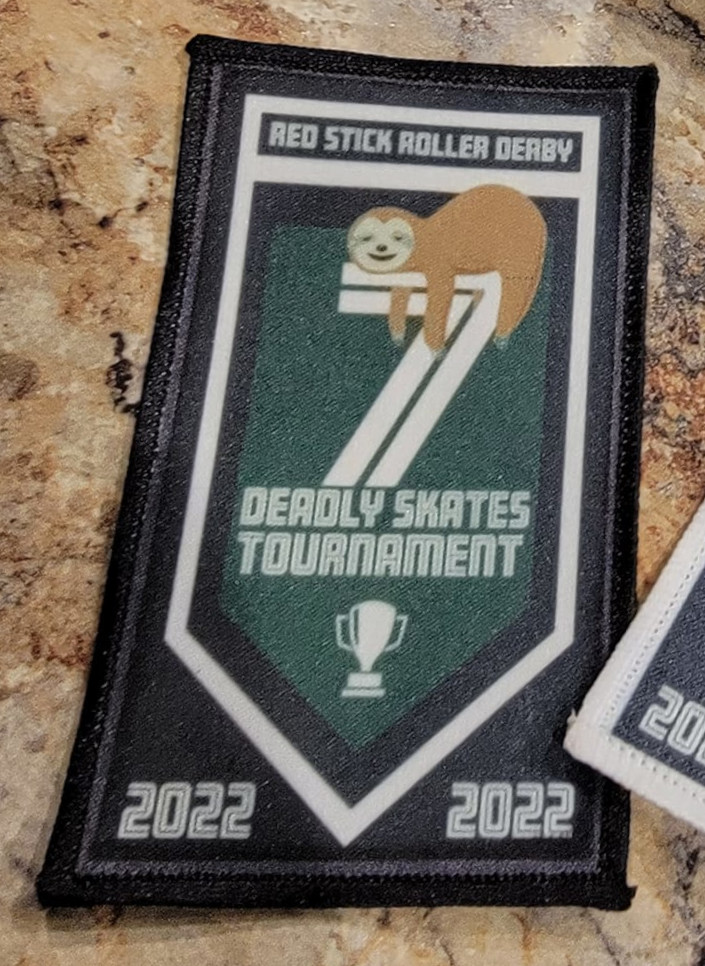 RED STICK ROLLER DERBY
7
DEADLY SKATES
TOURNAMENT
2022 2022